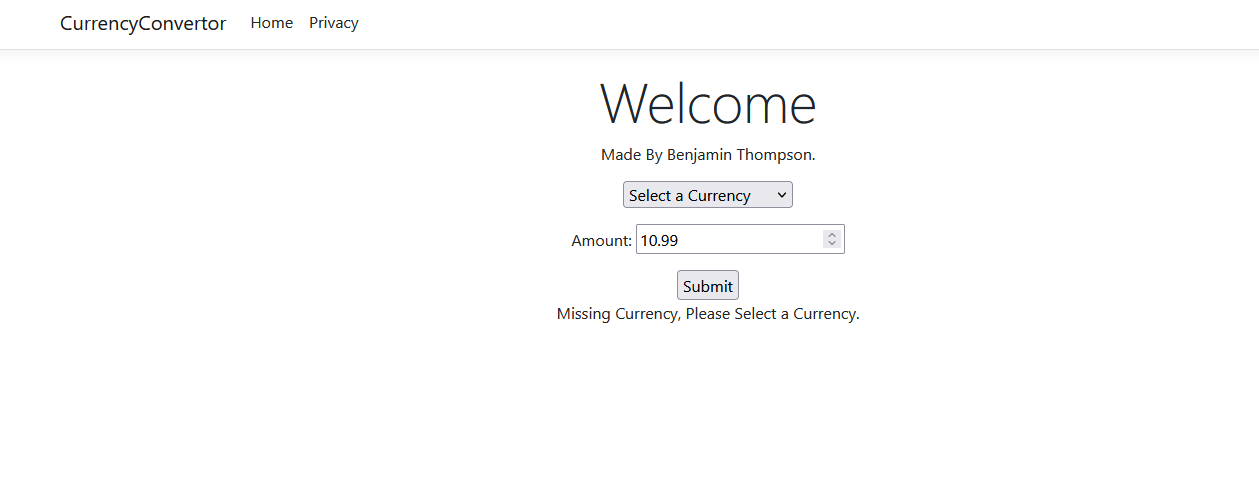 CurrencyConvertor Home Privacy
Welcome
Made By Benjamin Thompson.
Select a Currency
Amount: 10.99
Submit
Missing Currency, Please Select a Currency.